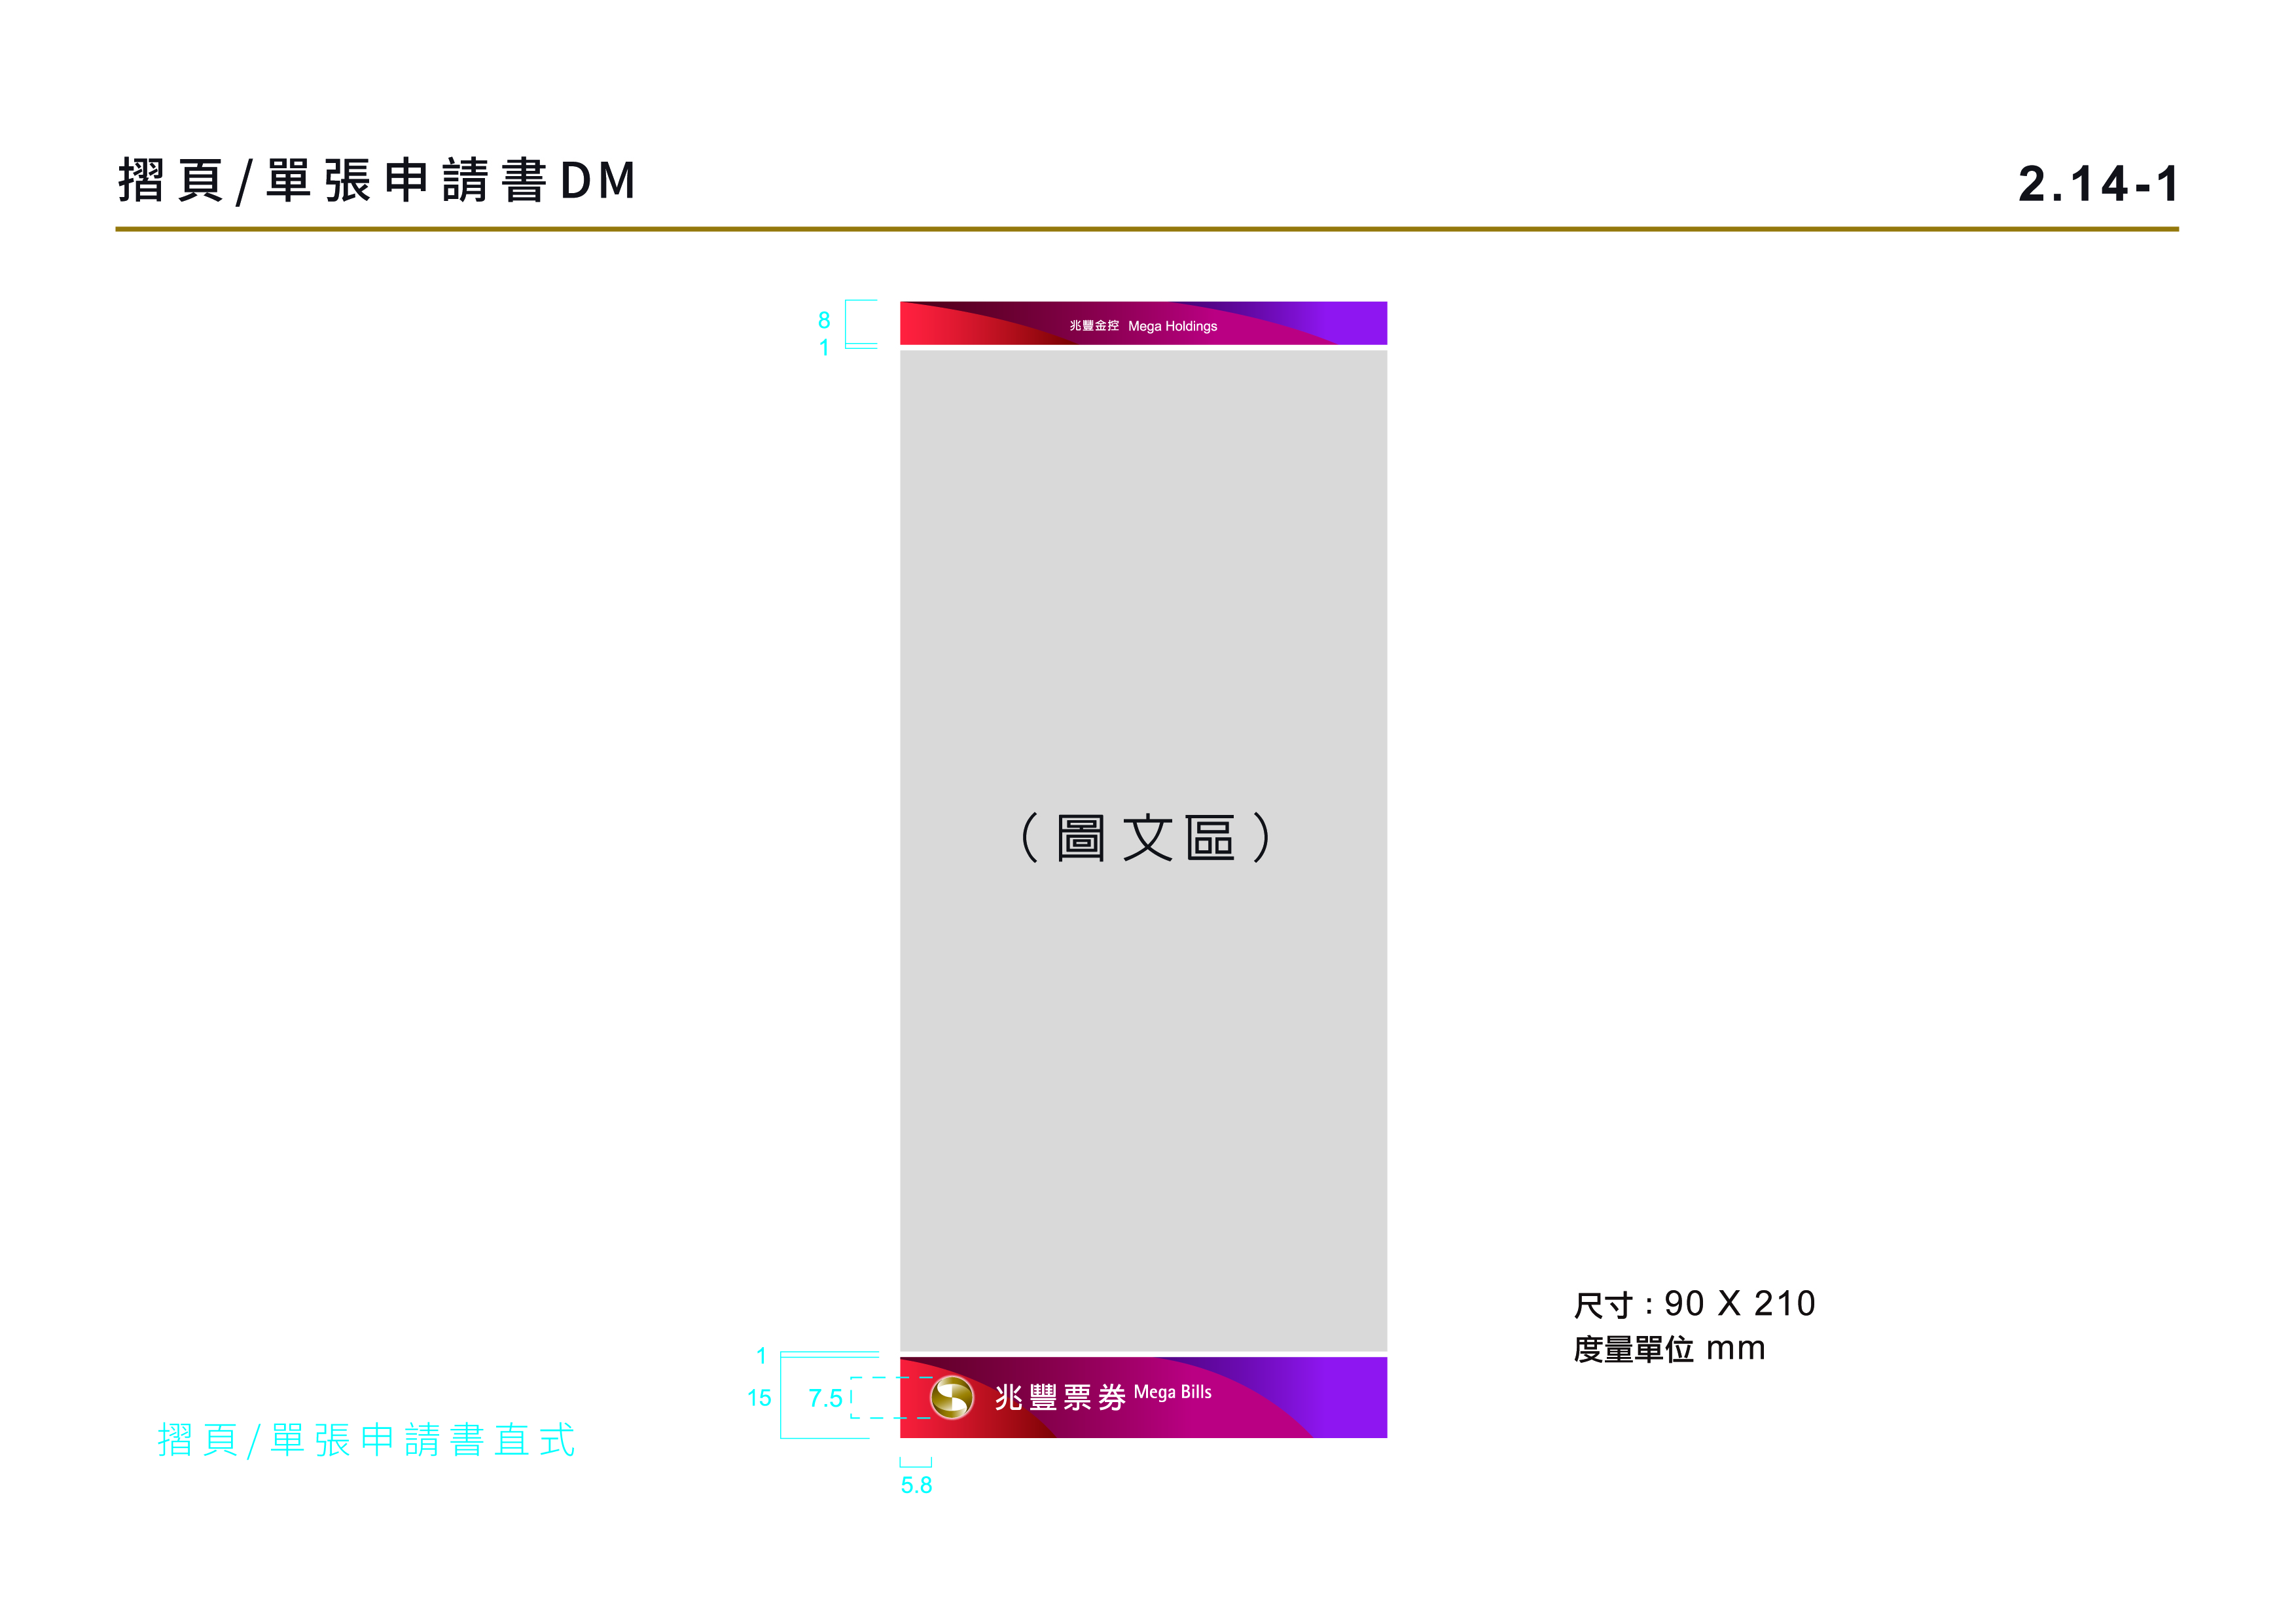 摺頁/單張申請書DM
2.14-1
8
1
兆豐金控 Mega Holdings
（圖文區）
尺寸：90 X 210
度量單位 mm
1
15
7.5
兆豐票券 Mega Bills
摺頁/單張申請書直式
5.8